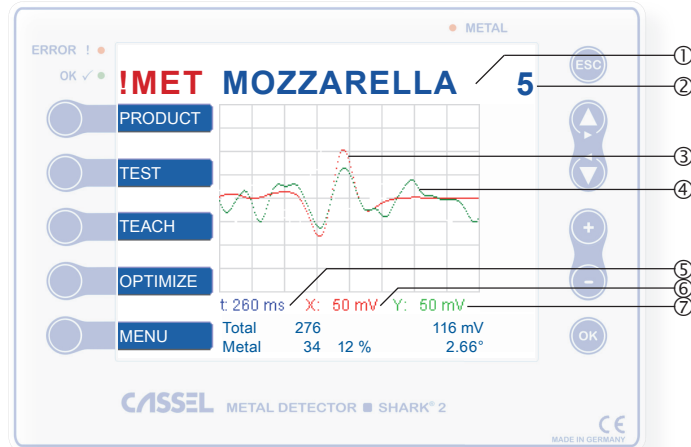 METAL
ERROR !
OK ✓
ESC
!MET MOZZARELLA 5
①
②
PRODUCT
TEST
③
④
TEACH
+
OPTIMIZE
-
⑤
⑥
⑦
t: 260 ms X: 50 mV Y: 50 mV
MENU
Total 276 116 mV
Metal 34 12 % 2.66°
OK
CASSEL METAL DETECTOR ■ SHARK® 2
CE
MADE IN GERMANY